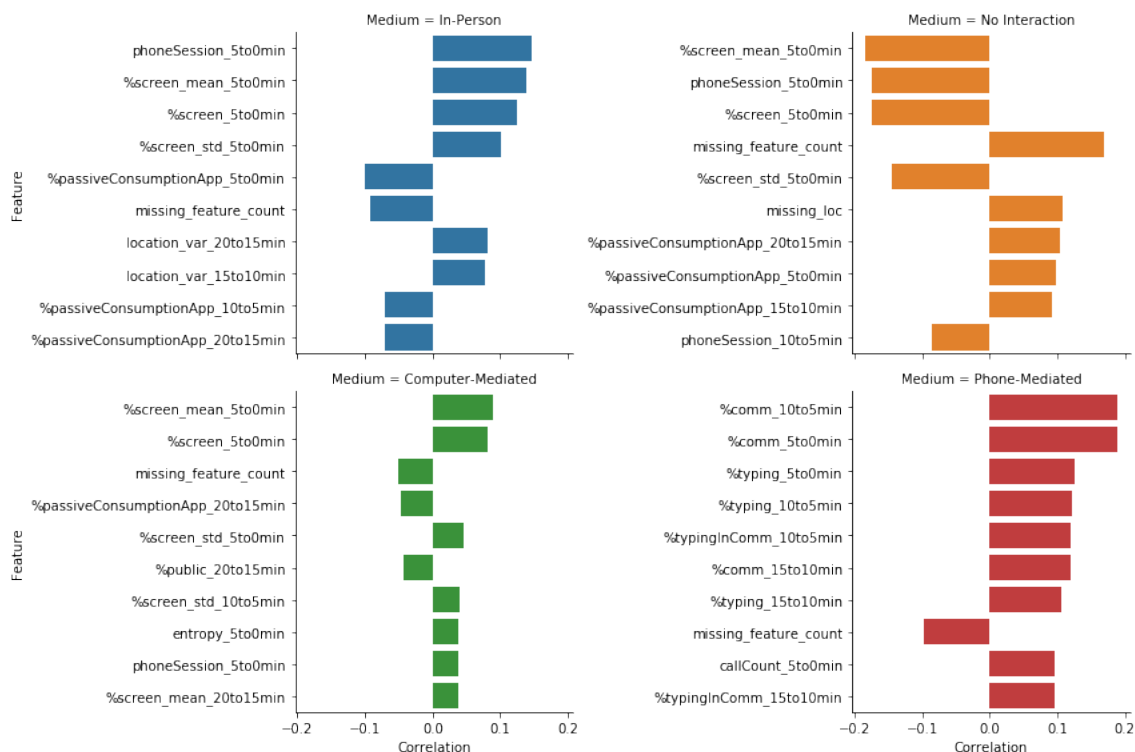 Medium = In-Person
Feature
phoneSession_5to0min
%screen_mean_5to0min
%screen_5to0min
%screen_std_5to0min
%passiveConsumptionApp_5to0min
missing_feature_count
location_var_20to15min
location_var_15to10min
%passiveConsumptionApp_10to5min
%passiveConsumptionApp_20to15min
Medium = No Interaction
%screen_mean_5to0min
phoneSession_5to0min
%screen_5to0min
missing_feature_count
%screen_std_5to0min
missing_loc
%passiveConsumptionApp_20to15min
%passiveConsumptionApp_5to0min
%passiveConsumptionApp_15to10min
phoneSession_10to5min
Medium = Computer-Mediated
Feature
%screen_mean_5to0min
%screen_5to0min
missing_feature_count
%passiveConsumptionApp_20to15min
%screen_std_5to0min
%public_20to15min
%screen_std_10to5min
entropy_5to0min
phoneSession_5to0min
%screen_mean_20to15min
−0.2 −0.1 0.0 0.1 0.2
Correlation
Medium = Phone-Mediated
%comm_10to5min
%comm_5to0min
%typing_5to0min
%typing_10to5min
%typingInComm_10to5min
%comm_15to10min
%typing_15to10min
missing_feature_count
callCount_5to0min
%typingInComm_15to10min
−0.2 −0.1 0.0 0.1 0.2
Correlation